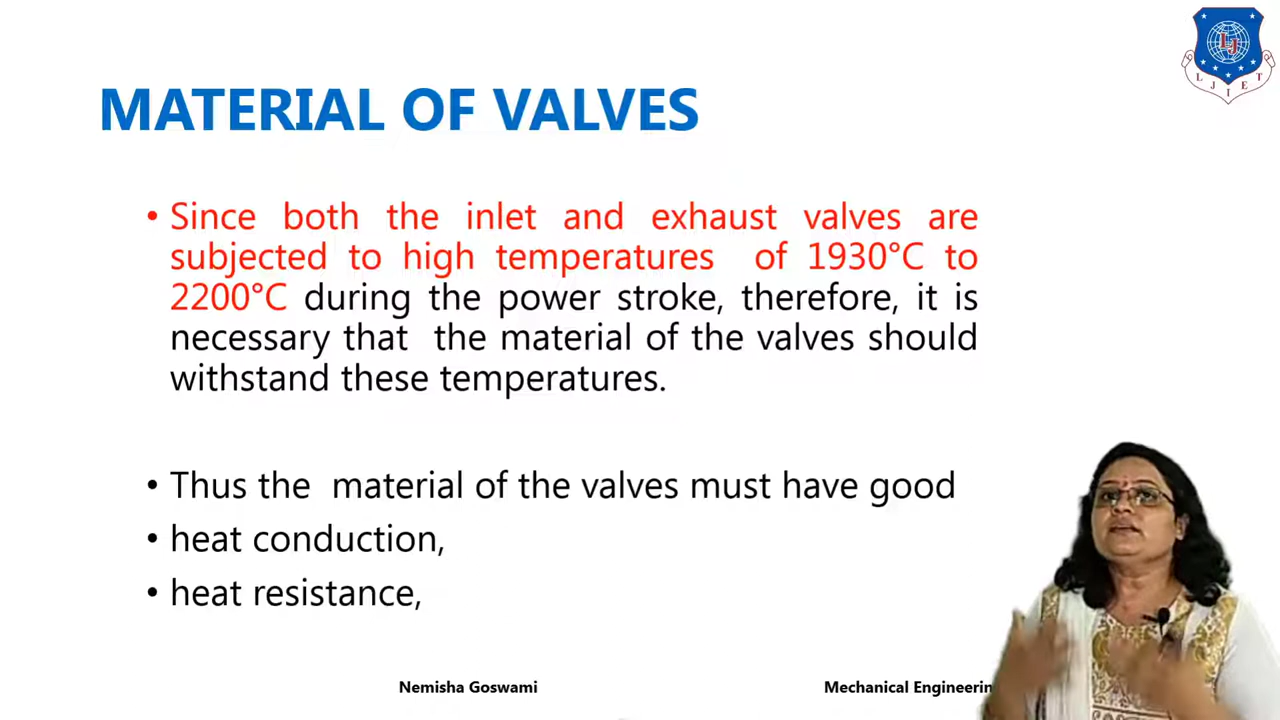 LJ
LJIET
MATERIAL OF VALVES
• Since both the inlet and exhaust valves are
subjected to high temperatures of 1930°C to
2200°C during the power stroke, therefore, it is
necessary that the material of the valves should
withstand these temperatures.
• Thus the material of the valves must have good
• heat conduction,
• heat resistance,
Nemisha Goswami
Mechanical Engineerin